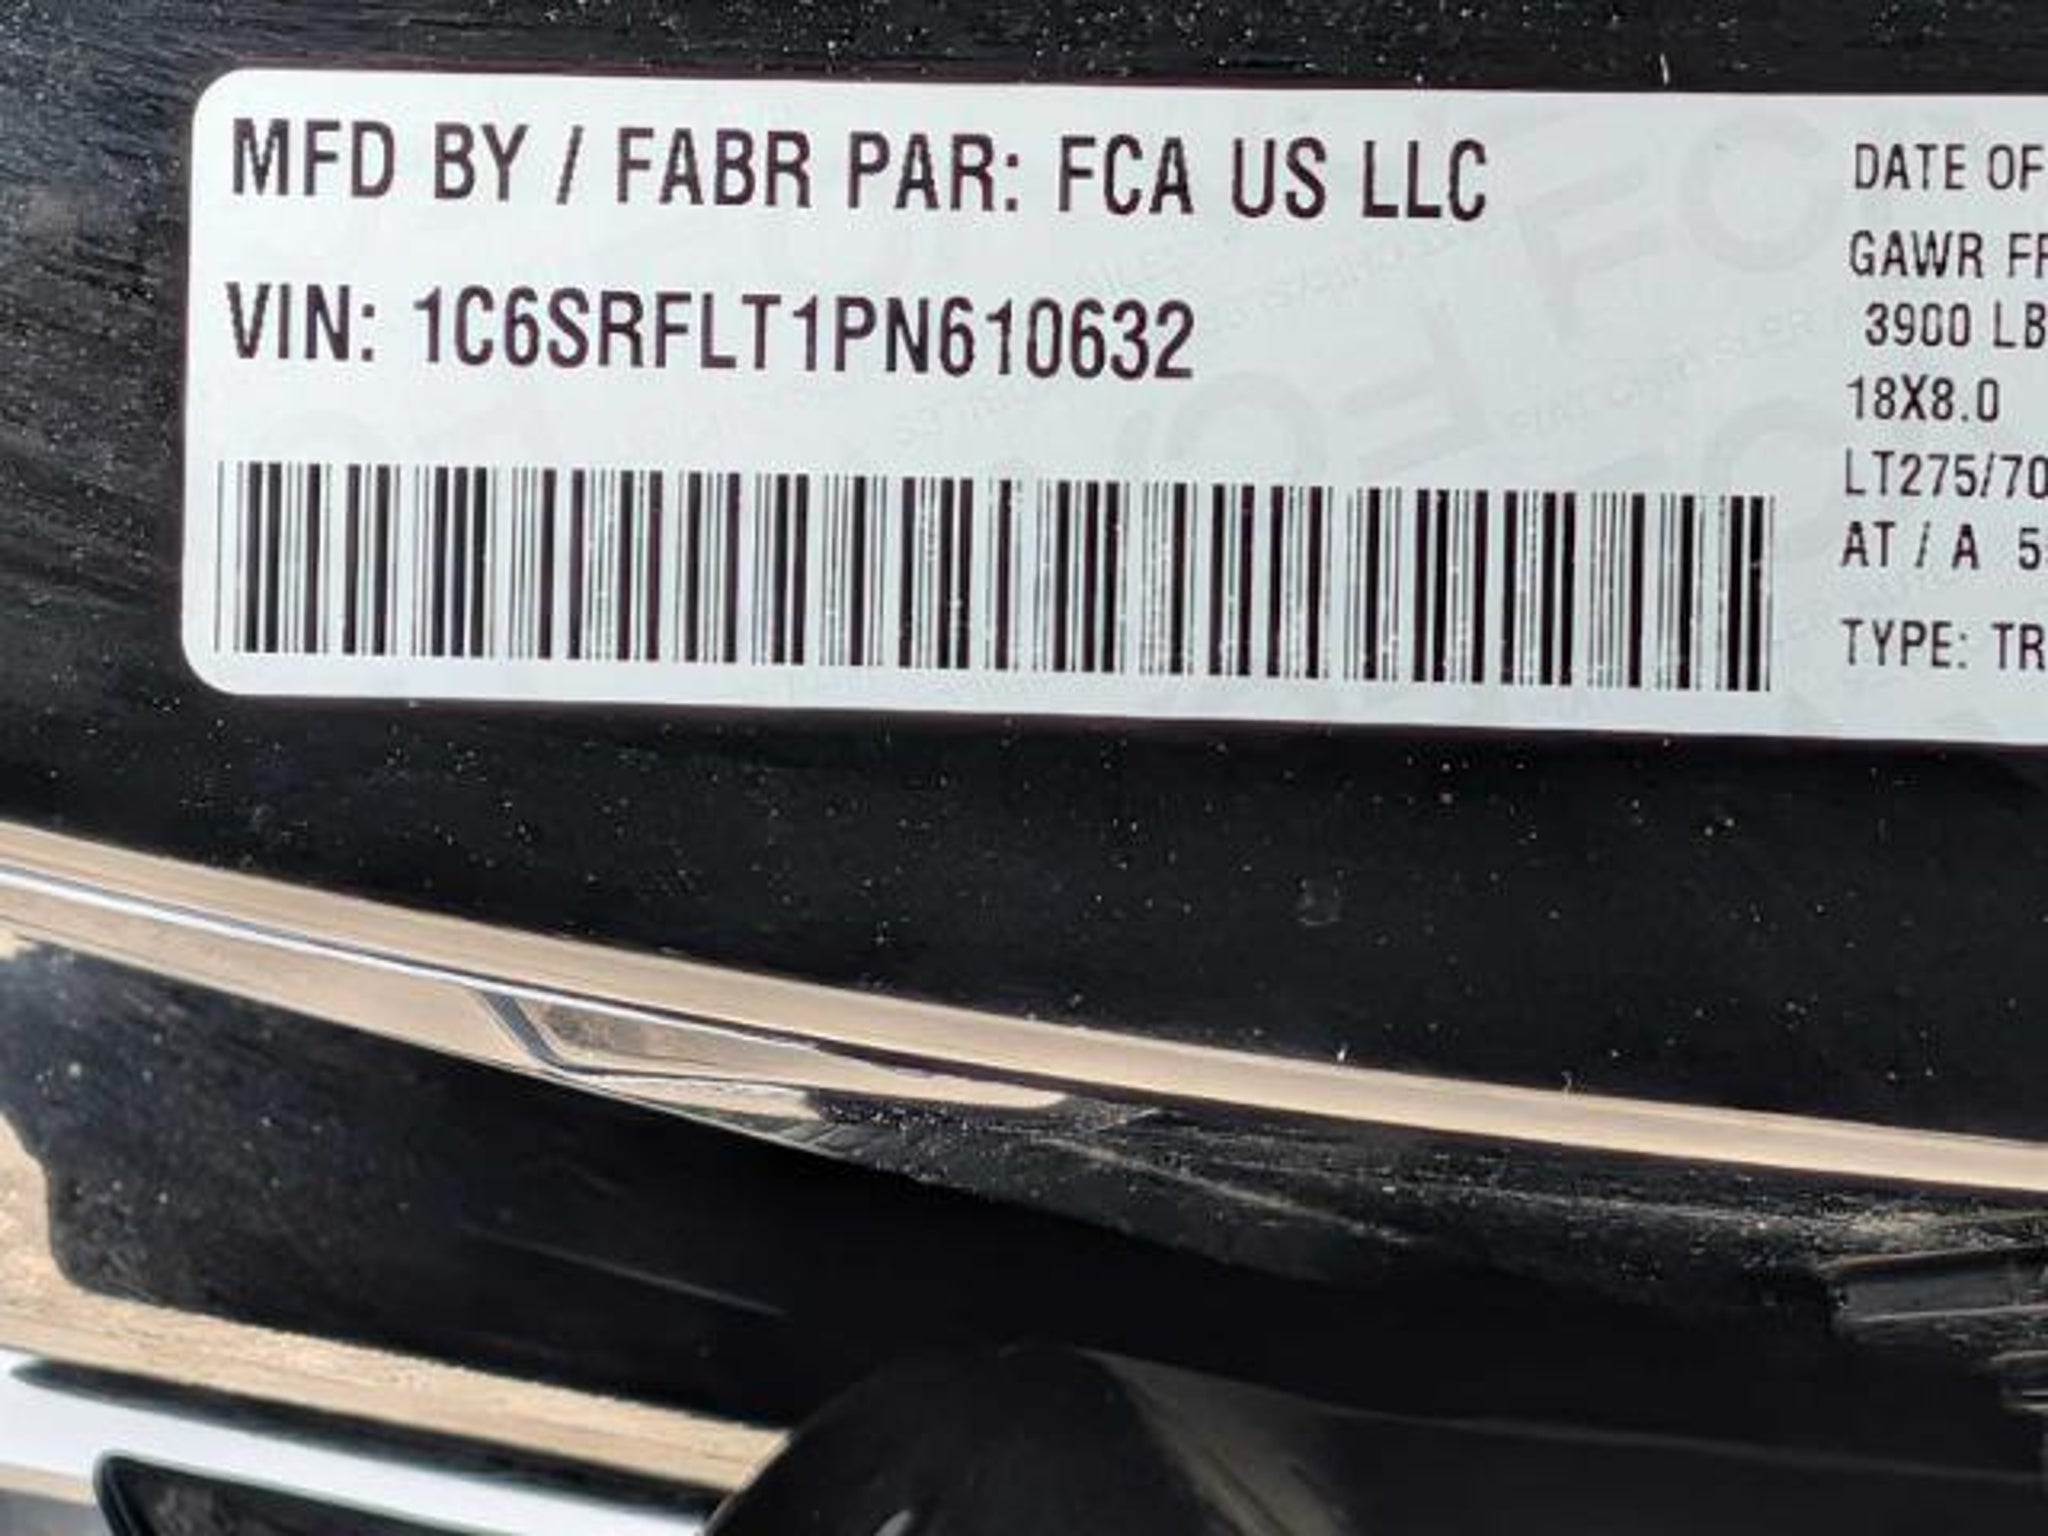 MFD BY / FABR PAR: FCA US LLC
VIN: 1C6SRFLT1PN610632
DATE OF
GAWR
3900 LB
18X8.0
LT275/70
AT / A
TYPE: